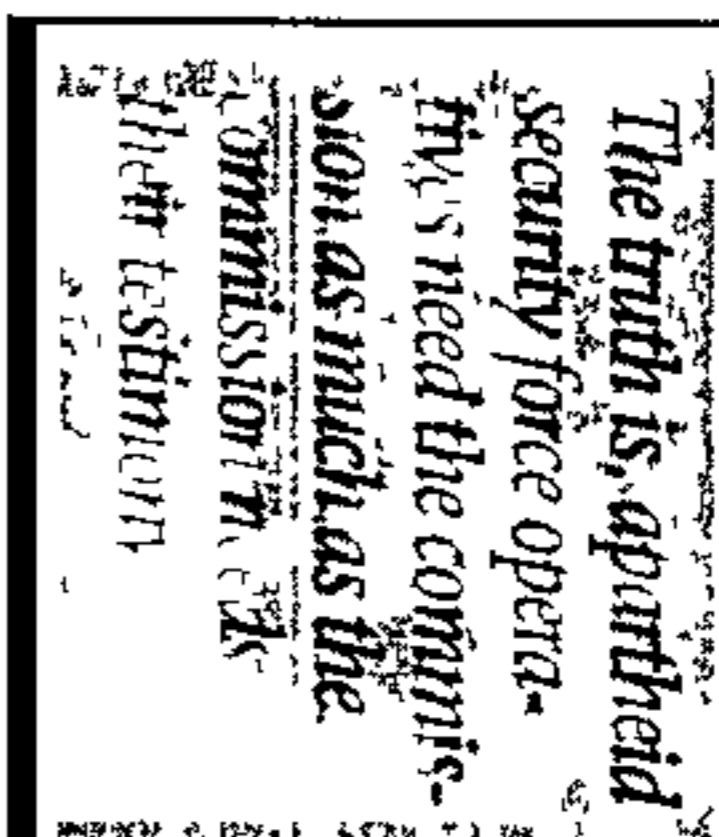 The truth is, apartheid
security force opera-
tives need the commis-
sion as much as the
commission needs
their testimony